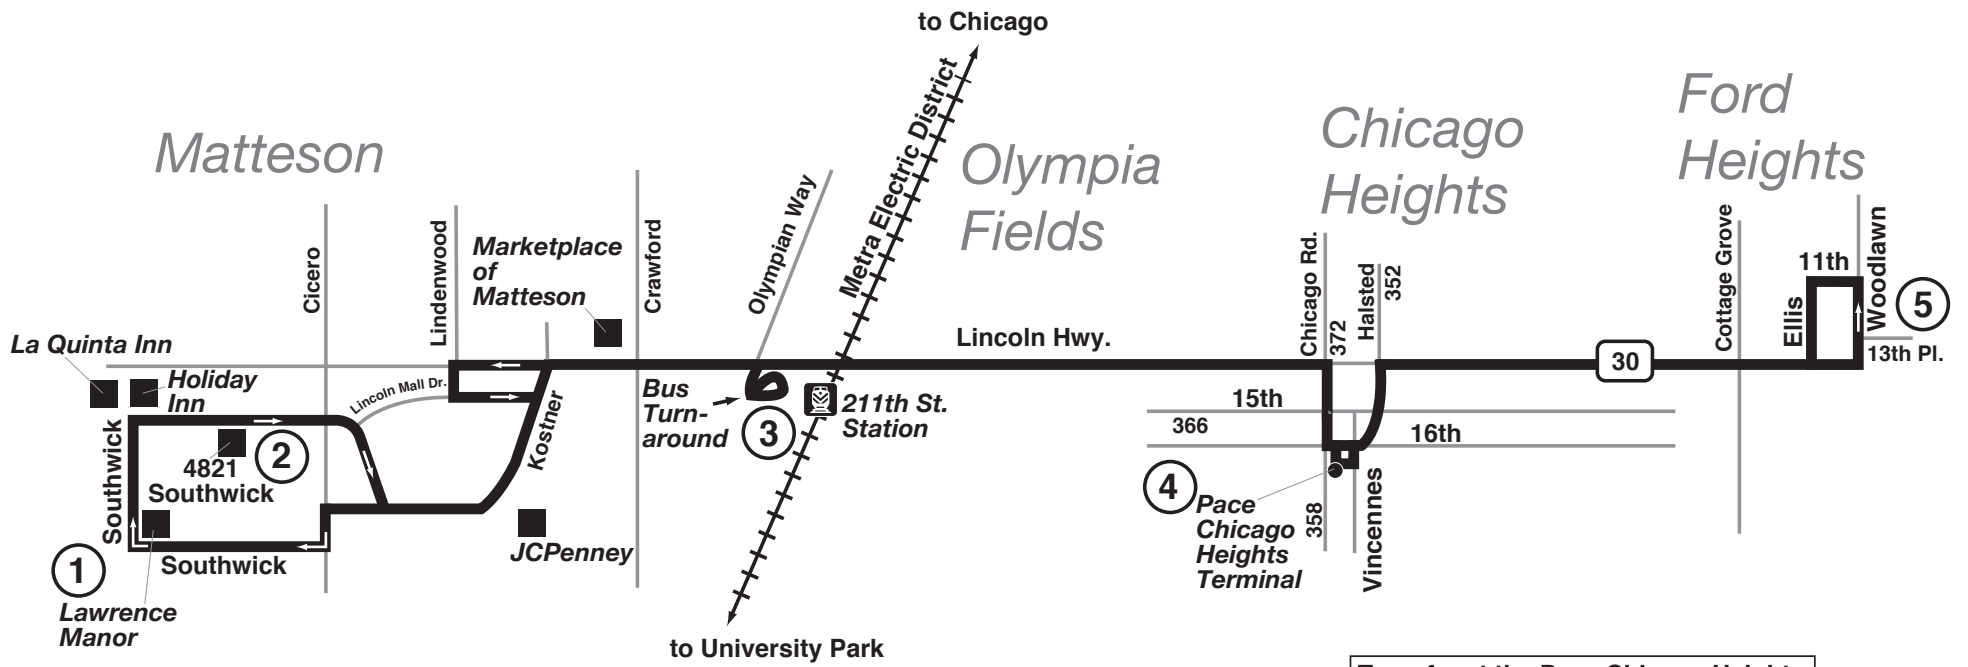 to Chicago
Metra Electric District
Matteson
Olympia
Fields
Chicago
Heights
Ford
Heights
Cicero
Lindenwood
Marketplace
of
Matteson
Crawford
Olympian Way
Chicago Rd.
372
Halsted
352
Cottage Grove
11th
Ellis
Woodlawn
5
13th Pl.
La Quinta Inn
Holiday
Inn
Lincoln Mall Dr.
Lincoln Hwy.
30
Bus
Turn-
around
3
211th St.
Station
15th
366
16th
Southwick
4821
Southwick
2
Kostner
4
Pace
Chicago
Heights
Terminal
358
Vincennes
JCPenney
1
Southwick
Lawrence
Manor
to University Park